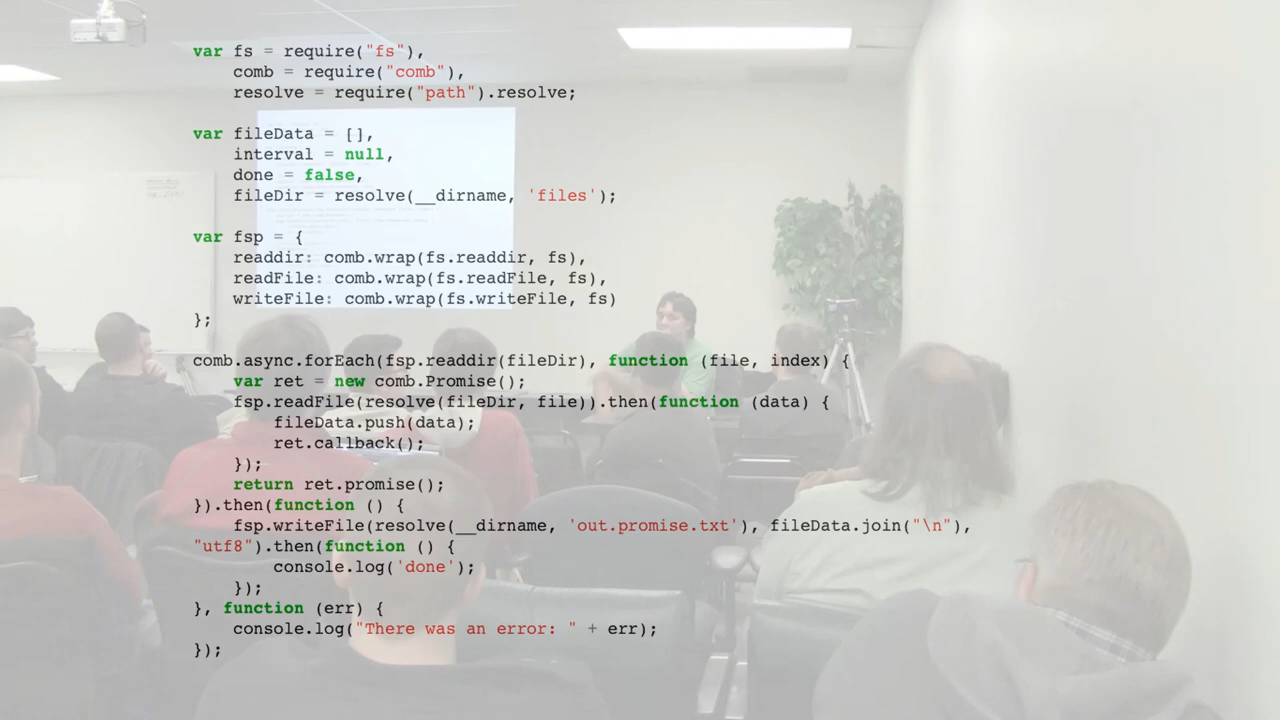 var fs = require("fs"),
    comb = require("comb"),
    resolve = require("path").resolve;

var fileData = [],
    interval = null,
    done = false,
    fileDir = resolve(__dirname, 'files');

var fsp = {
    readdir: comb.wrap(fs.readdir, fs),
    readFile: comb.wrap(fs.readFile, fs),
    writeFile: comb.wrap(fs.writeFile, fs)
};

comb.async.forEach(fsp.readdir(fileDir), function (file, index) {
    var ret = new comb.Promise();
    fsp.readFile(resolve(fileDir, file)).then(function (data) {
        fileData.push(data);
        ret.callback();
    });
    return ret.promise();
}).then(function () {
    fsp.writeFile(resolve(__dirname, 'out.promise.txt'), fileData.join("\n"),
"utf8").then(function () {
        console.log('done');
    });
}, function (err) {
    console.log("There was an error: " + err);
});